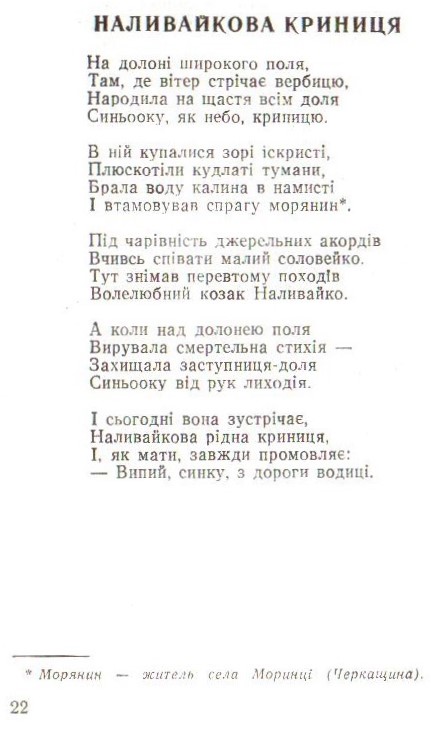 НАЛИВАЙКОВА КРИНИЦЯ
На долоні широкого поля,
Там, де вітер стрічає вербицю,
Народила на щастя всім доля
Синьооку, як небо, криницю.
В ній купалися зорі іскристі,
Плюскотіли кудлаті тумани,
Брала воду калина в намисті
І втамовував спрагу морянин*.
Під чарівність джерельних акордів
Вчивсь співати малий соловейко.
Тут знімав перевтому походів
Волелюбний козак Наливайко.
А коли над долонею поля
Вирувала смертельна стихія —
Захищала заступниця-доля
Синьооку від рук лиходія.
І сьогодні вона зустрічає,
Наливайкова рідна криниця,
І, як мати, завжди промовляє:
— Випий, синку, з дороги водиці.
* Морянин — житель села Моринці (Черкащина).
22